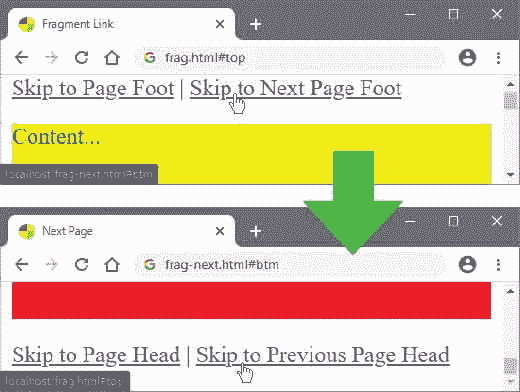 Fragment Link
frag.html#top
Skip to Page Foot | Skip to Next Page Foot
Content...
localhost/frag-next.html#btm
Next Page
frag-next.html#btm
Skip to Page Head | Skip to Previous Page Head
localhost/frag.html#top